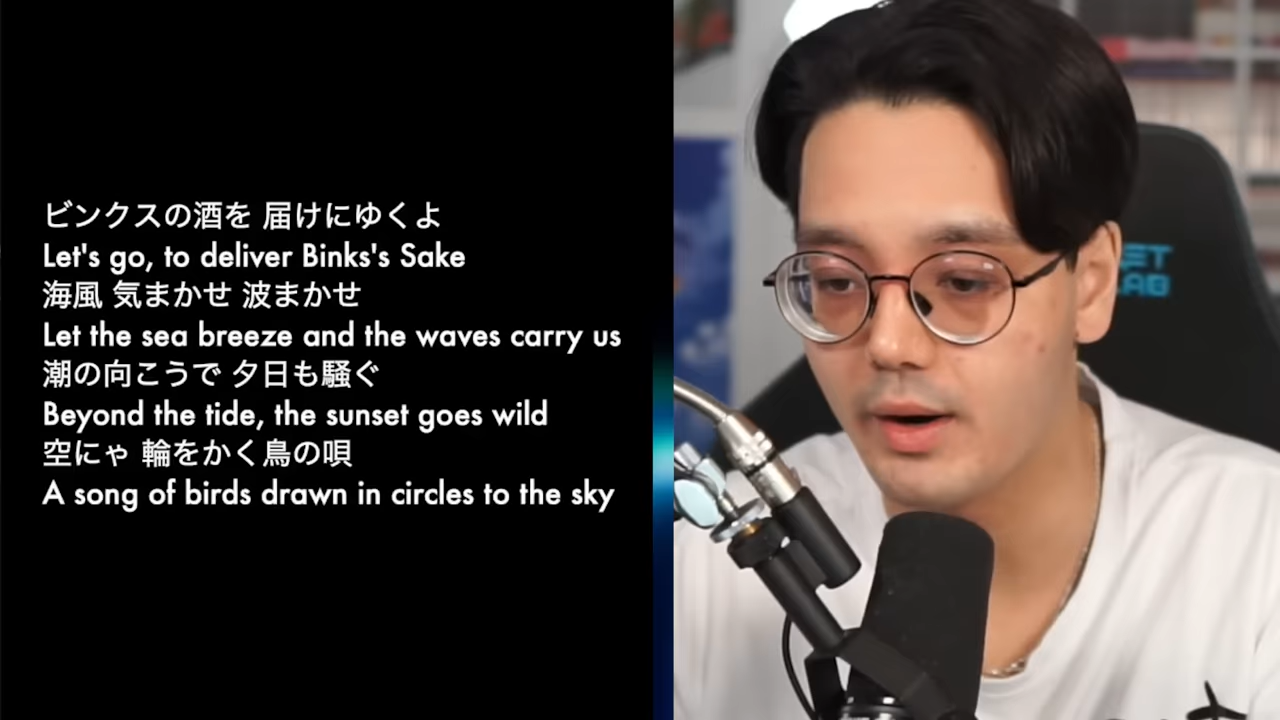 ビンクスの酒を 届けにゆくよ
Let's go, to deliver Binks's Sake
海風 気まかせ 波まかせ
Let the sea breeze and the waves carry us
潮の向こうで 夕日も騒ぐ
Beyond the tide, the sunset goes wild
空にゃ 輪をかく鳥の唄
A song of birds drawn in circles to the sky